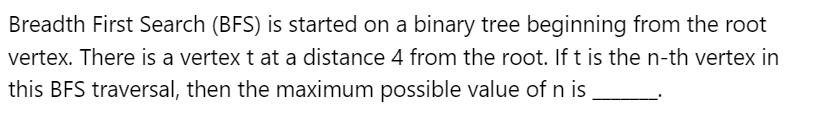 Breadth First Search (BFS) is started on a binary tree beginning from the root
vertex. There is a vertex t at a distance 4 from the root. If t is the n-th vertex in
this BFS traversal, then the maximum possible value of n is _______.